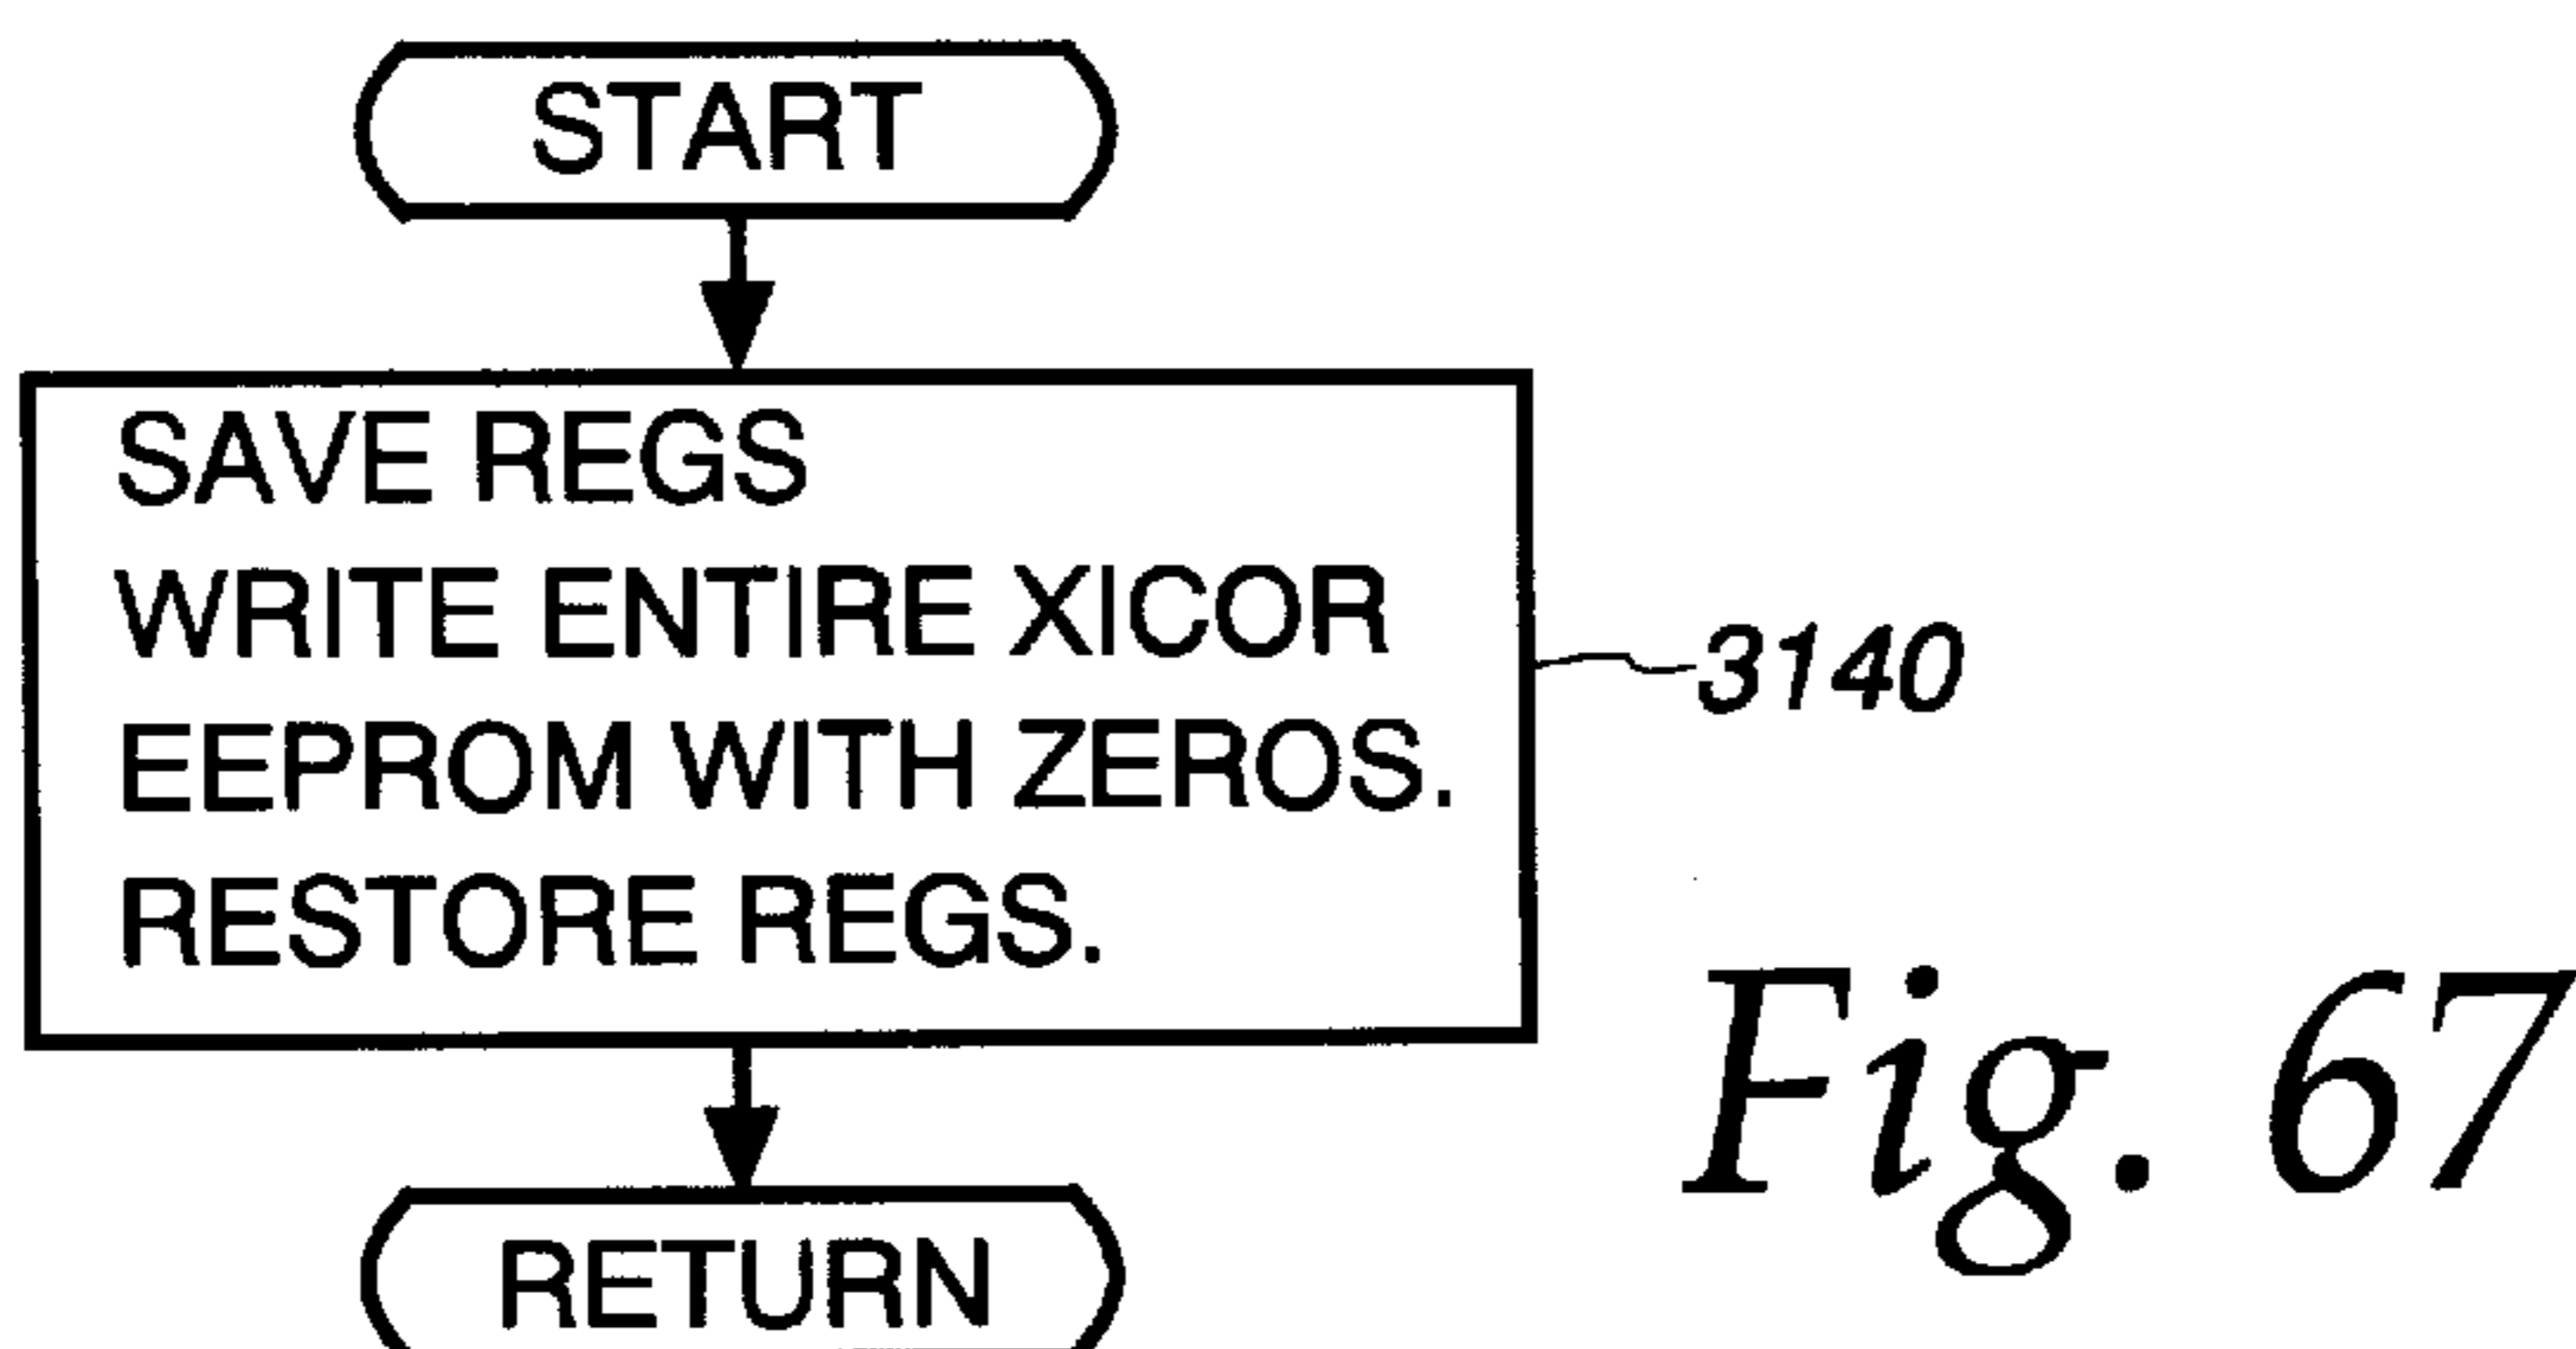 START
SAVE REGS
WRITE ENTIRE XICOR
EEPROM WITH ZEROS.
RESTORE REGS.
3140
RETURN
Fig. 67